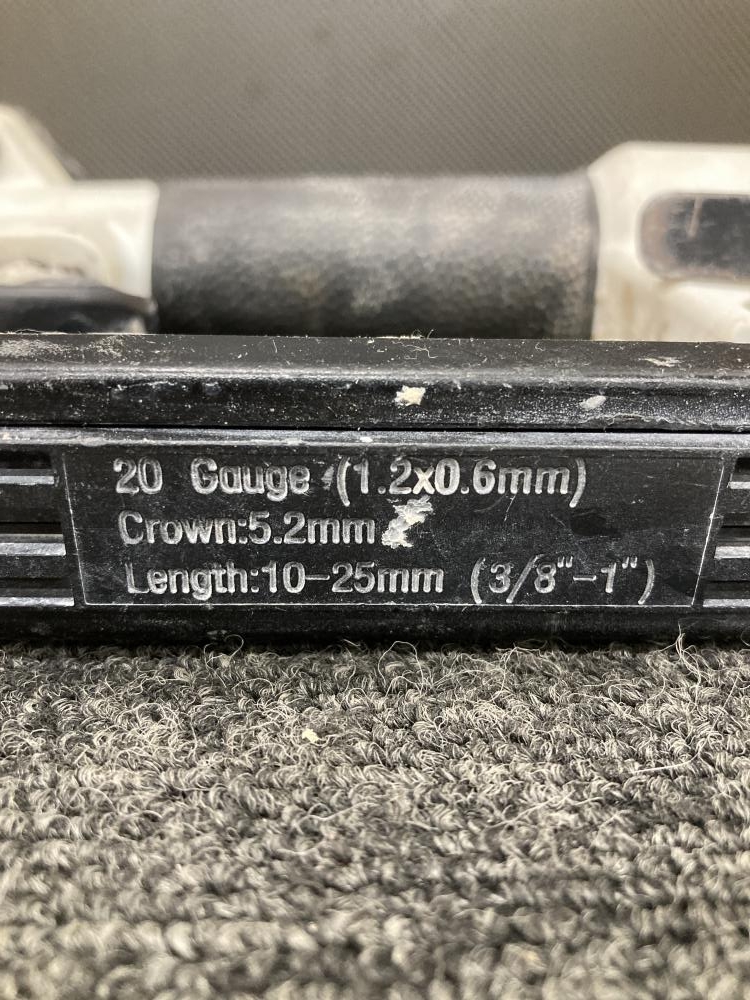 20 Gauge (1.2x0.6mm)
Crown:5.2mm
Length:10-25mm (3/8"-1")